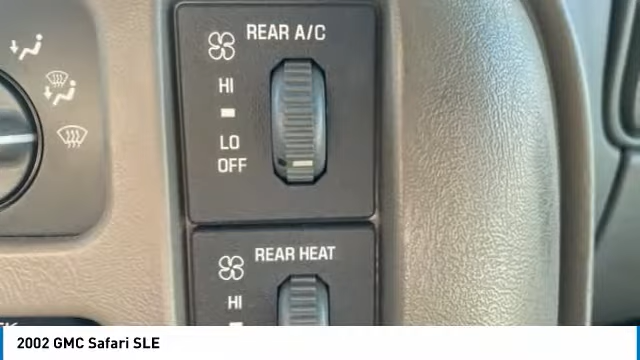 REAR A/C
HI
LO
OFF
REAR HEAT
HI
2002 GMC Safari SLE